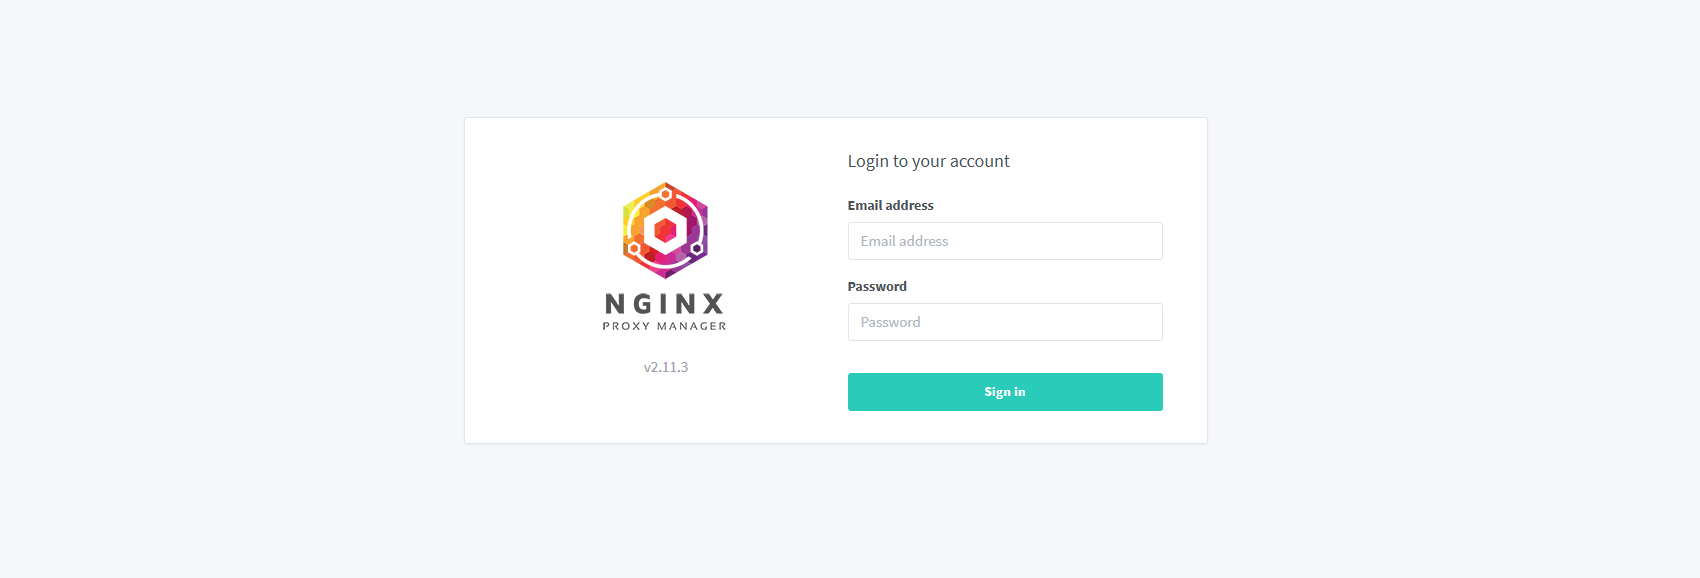 NGINX
PROXY MANAGER
v2.11.3
Login to your account
Email address
Email address
Password
Password
Sign in